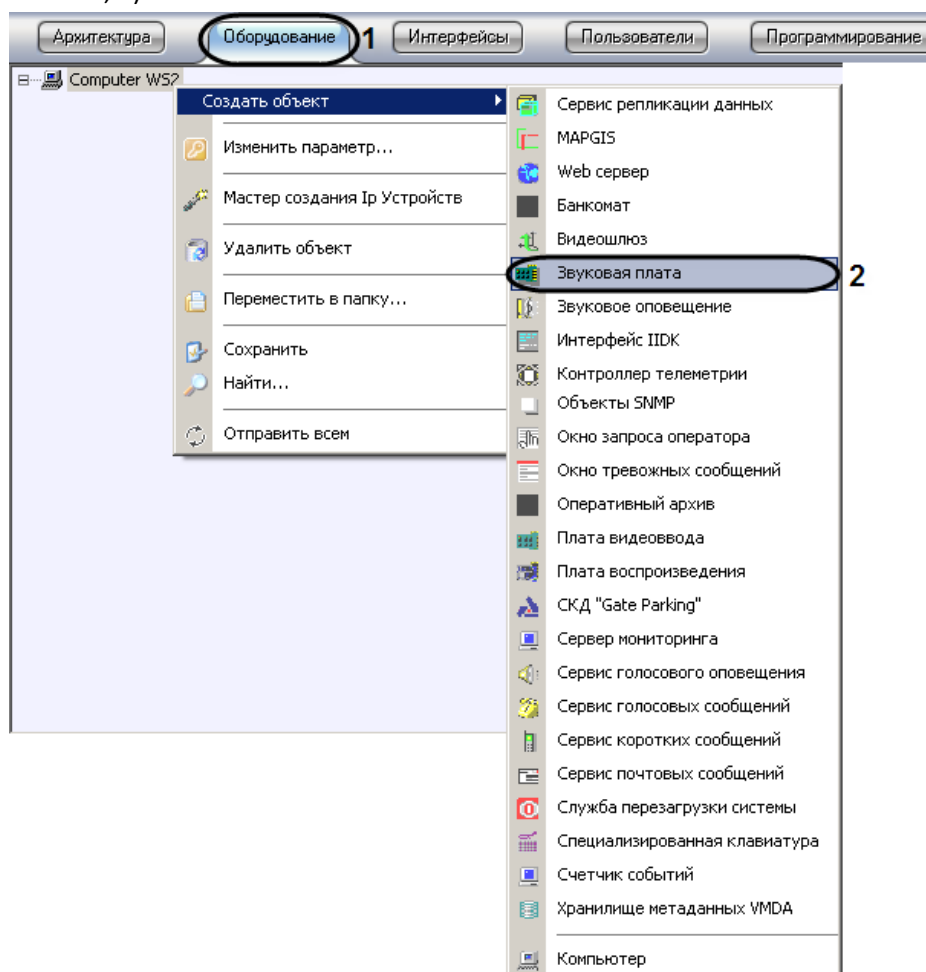 Архитектура
Оборудование
1
Интерфейсы
Пользователи
Программирование
Computer WS2
Создать объект
Изменить параметр...
Мастер создания Ip Устройств
Удалить объект
Переместить в папку...
Сохранить
Найти...
Отправить всем
Сервис репликации данных
MAPGIS
Web сервер
Банкомат
Видеошлюз
Звуковая плата
2
Звуковое оповещение
Интерфейс IIDK
Контроллер телеметрии
Объекты SNMP
Окно запроса оператора
Окно тревожных сообщений
Оперативный архив
Плата видеоввода
Плата воспроизведения
СКД "Gate Parking"
Сервер мониторинга
Сервис голосового оповещения
Сервис голосовых сообщений
Сервис коротких сообщений
Сервис почтовых сообщений
Служба перезагрузки системы
Специализированная клавиатура
Счетчик событий
Хранилище метаданных VMDA
Компьютер